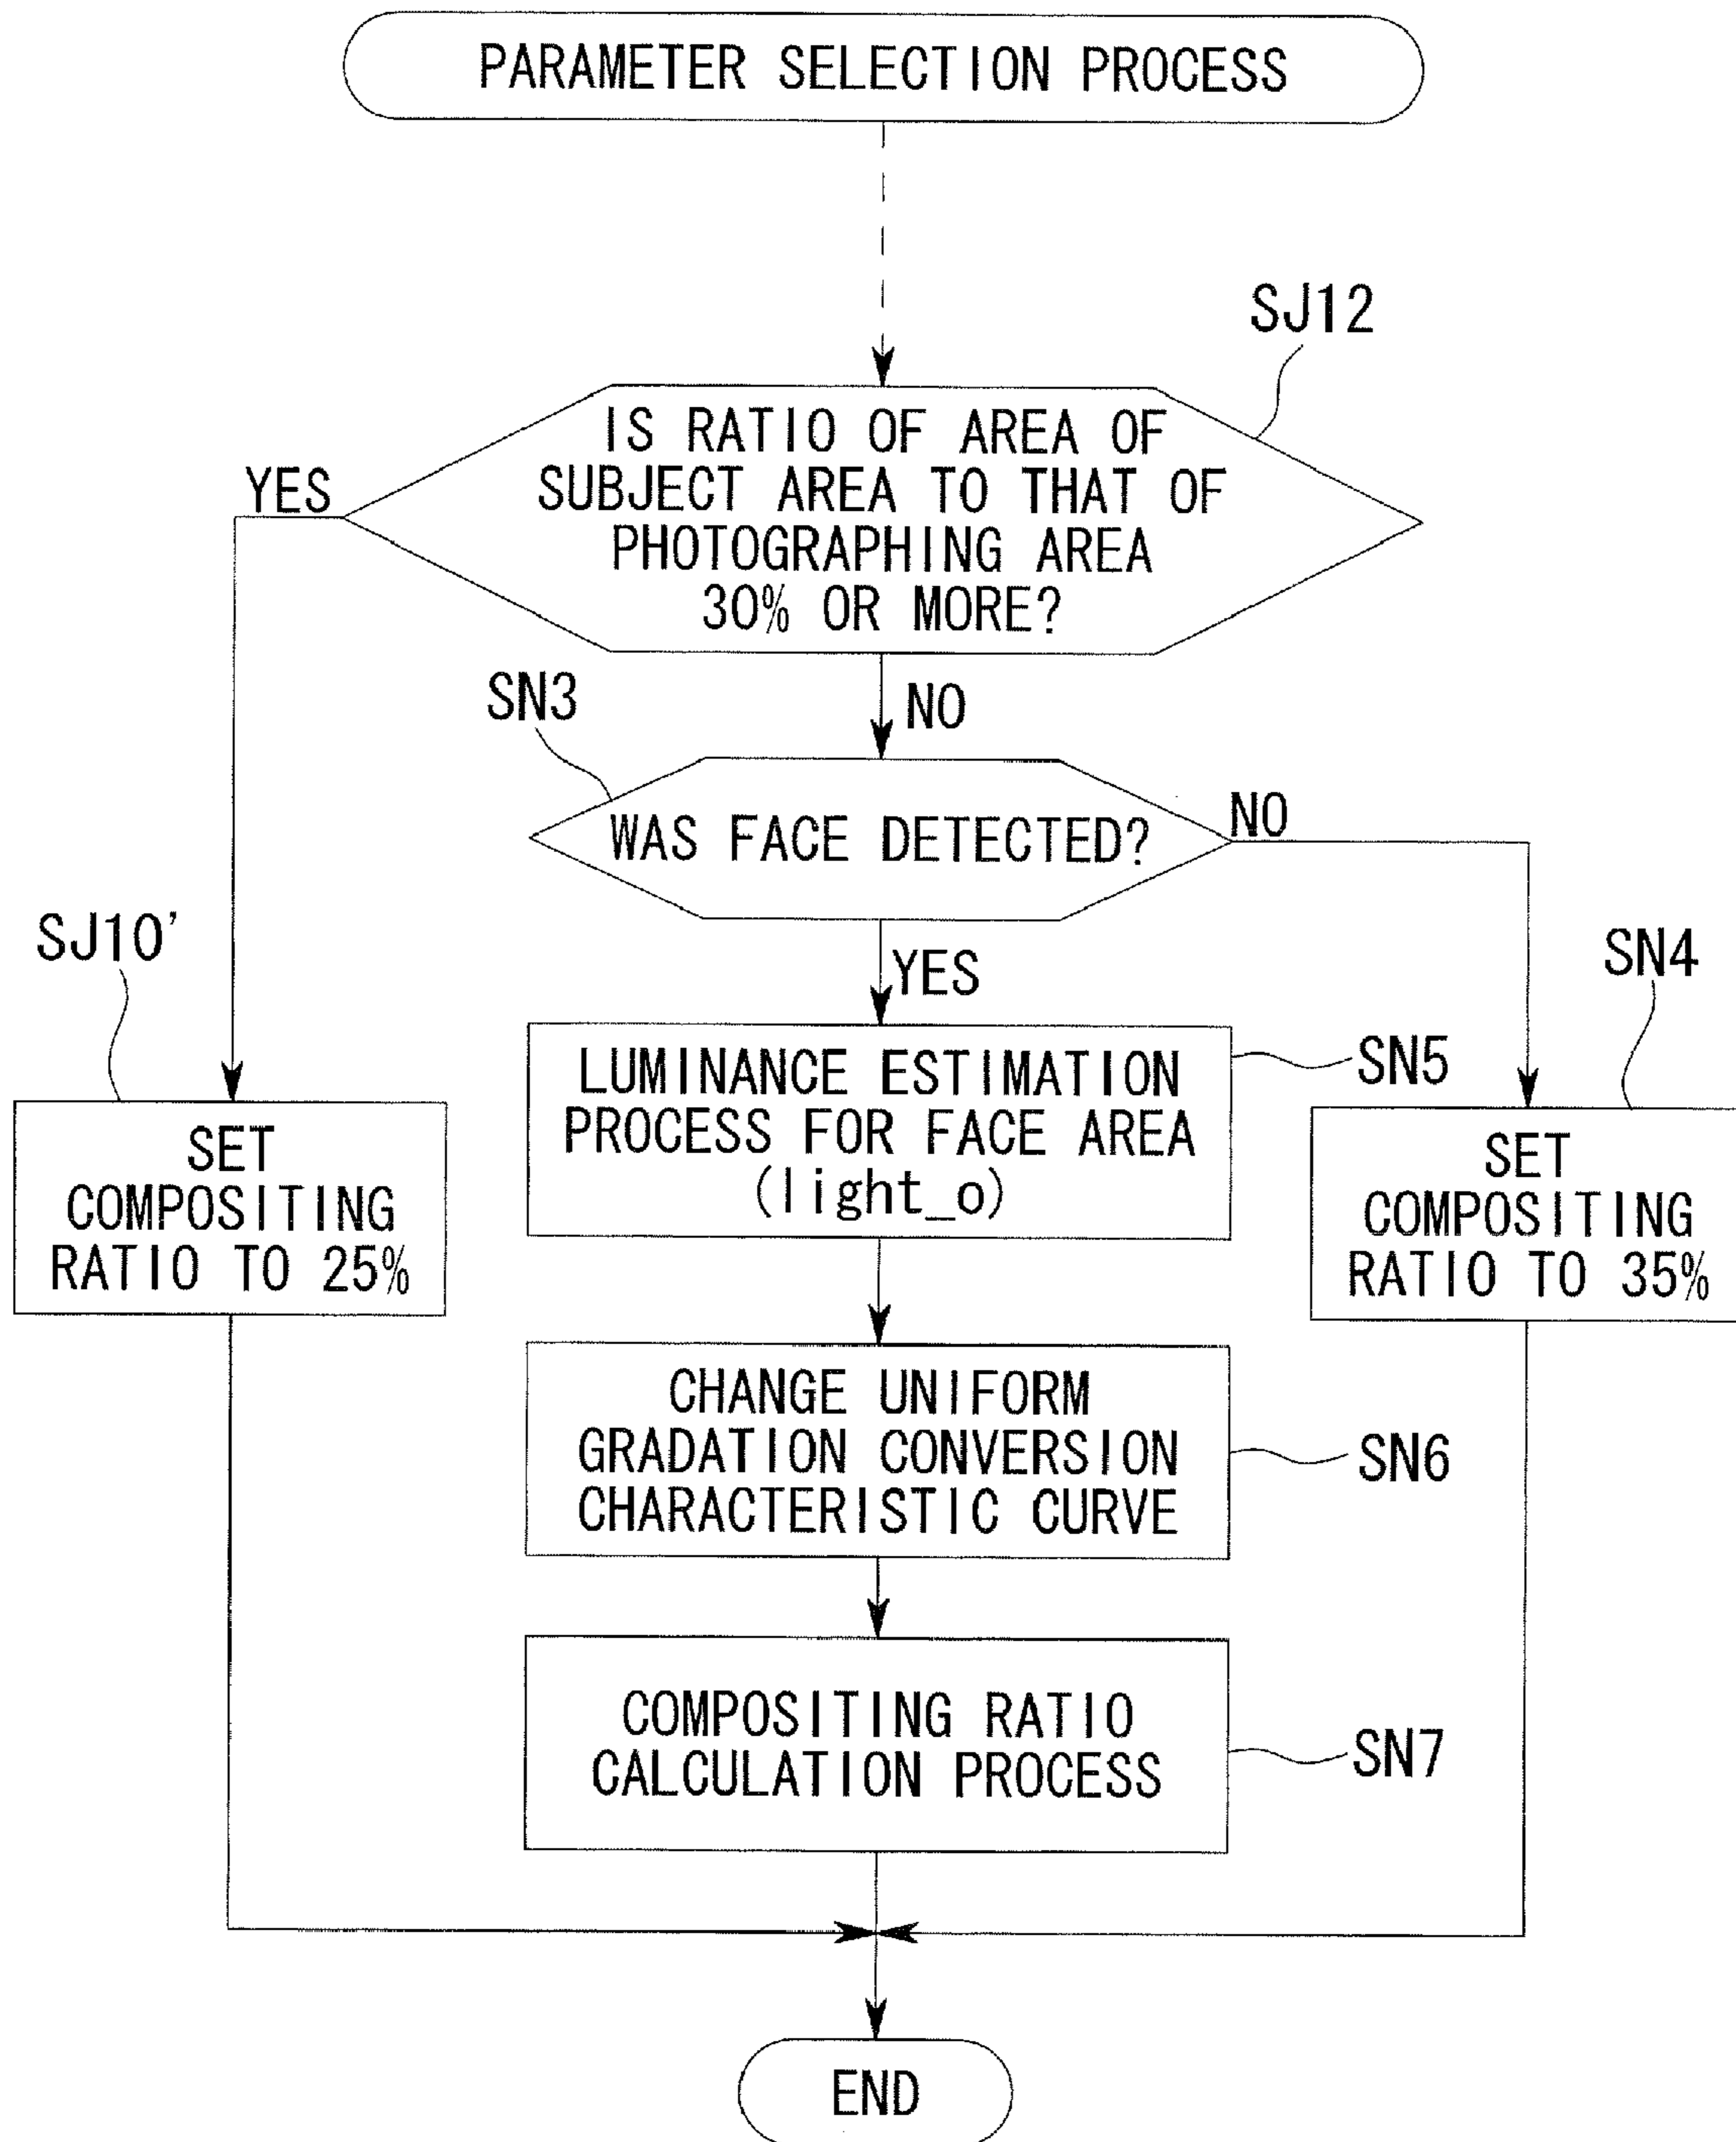 PARAMETER SELECTION PROCESS
SJ12
IS RATIO OF AREA OF
SUBJECT AREA TO THAT OF
PHOTOGRAPHING AREA
30% OR MORE?
YES
NO
SN3
WAS FACE DETECTED?
NO
YES
SJ10'
SET
COMPOSITING
RATIO TO 25%
SN5
LUMINANCE ESTIMATION
PROCESS FOR FACE AREA
(light_o)
SN4
SET
COMPOSITING
RATIO TO 35%
CHANGE UNIFORM
GRADATION CONVERSION
CHARACTERISTIC CURVE
SN6
COMPOSITING RATIO
CALCULATION PROCESS
SN7
END